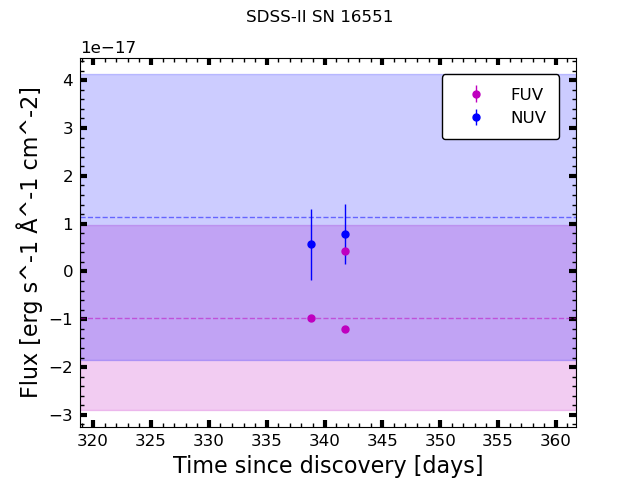 SDSS-II SN 16551
1e−17
4
3
2
1
0
−1
−2
−3
Flux [erg s^-1 Å^-1 cm^-2]
FUV
NUV
320 325 330 335 340 345 350 355 360
Time since discovery [days]